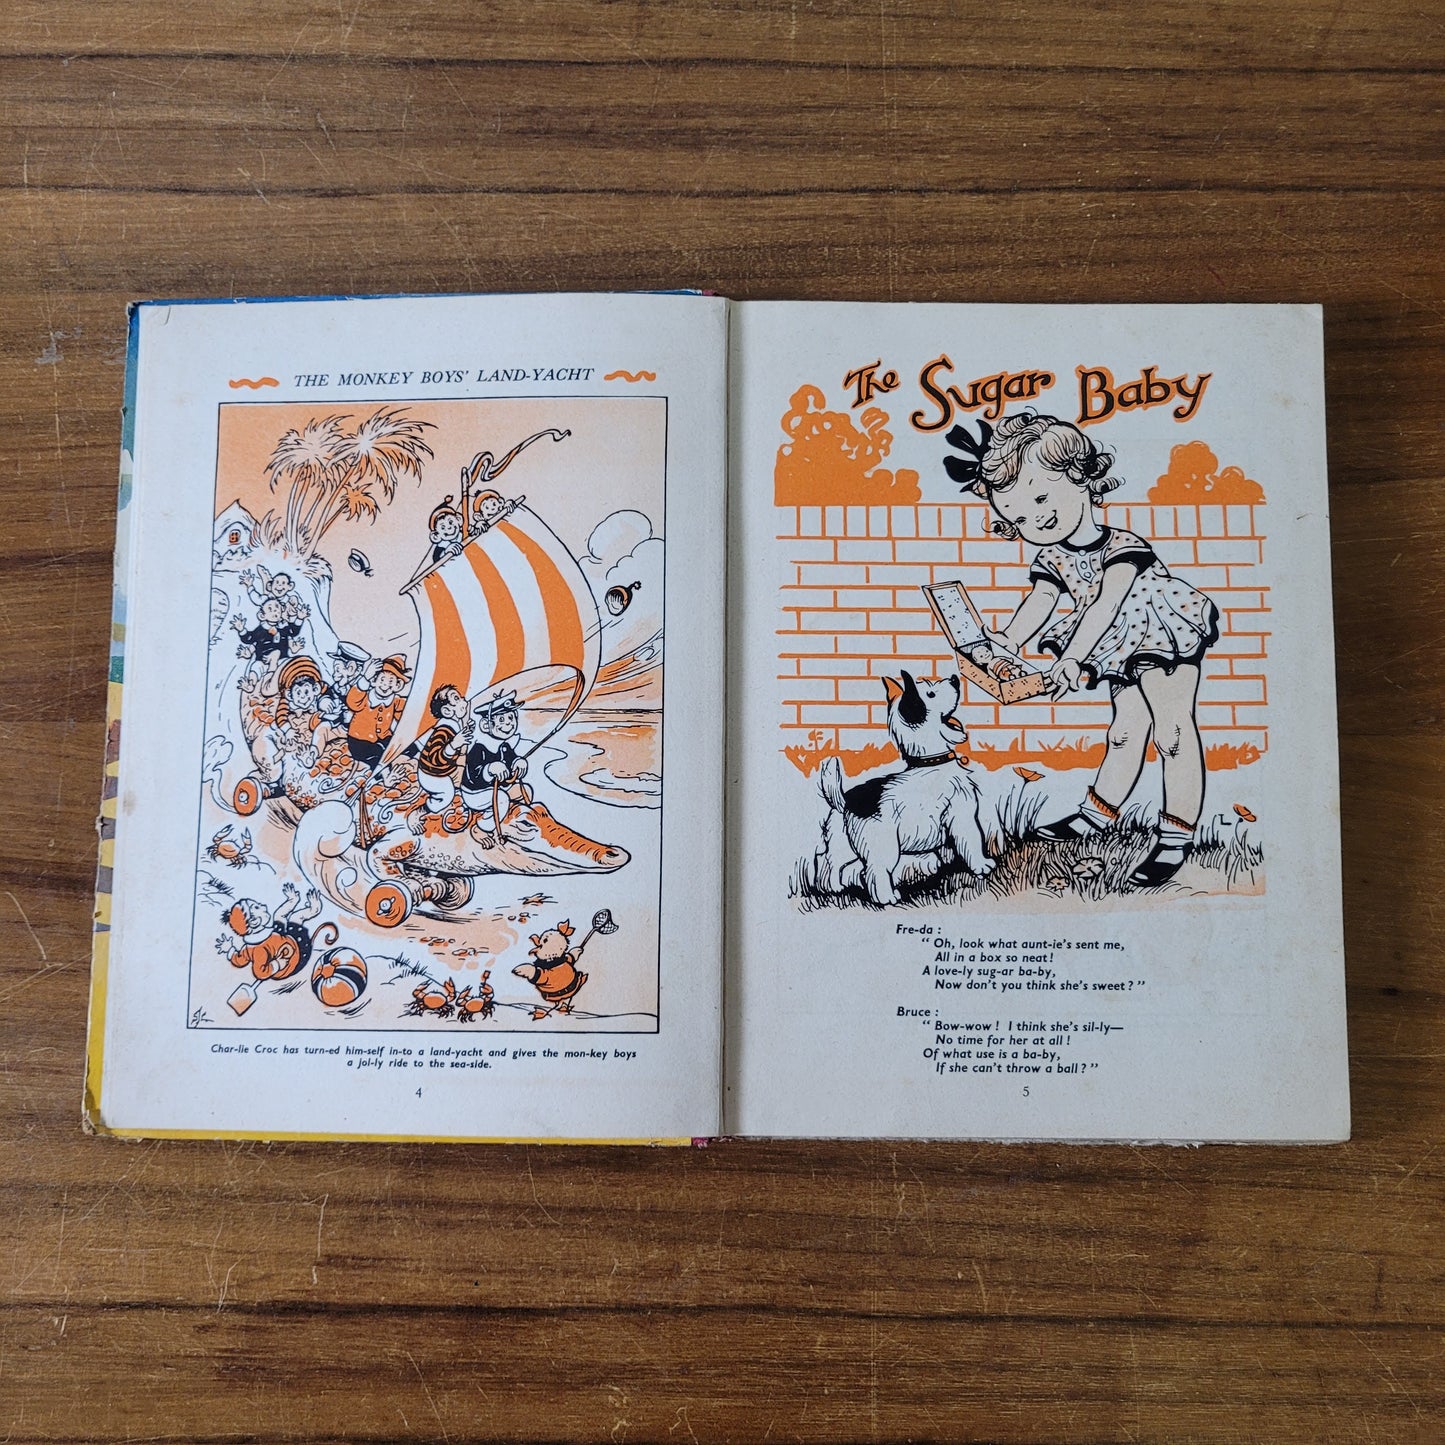 THE MONKEY BOYS' LAND-YACHT
Char-lie Croc has turn-ed him-self in-to a land-yacht and gives the mon-key boys
a jol-ly ride to the sea-side.
4
The Sugar Baby
Fre-da :
“ Oh, look what aunt-ie's sent me,
All in a box so neat !
A love-ly sug-ar ba-by,
Now don't you think she's sweet ? ”
Bruce :
“ Bow-wow ! I think she's sil-ly—
No time for her at all !
Of what use is a ba-by,
If she can't throw a ball ? ”
5